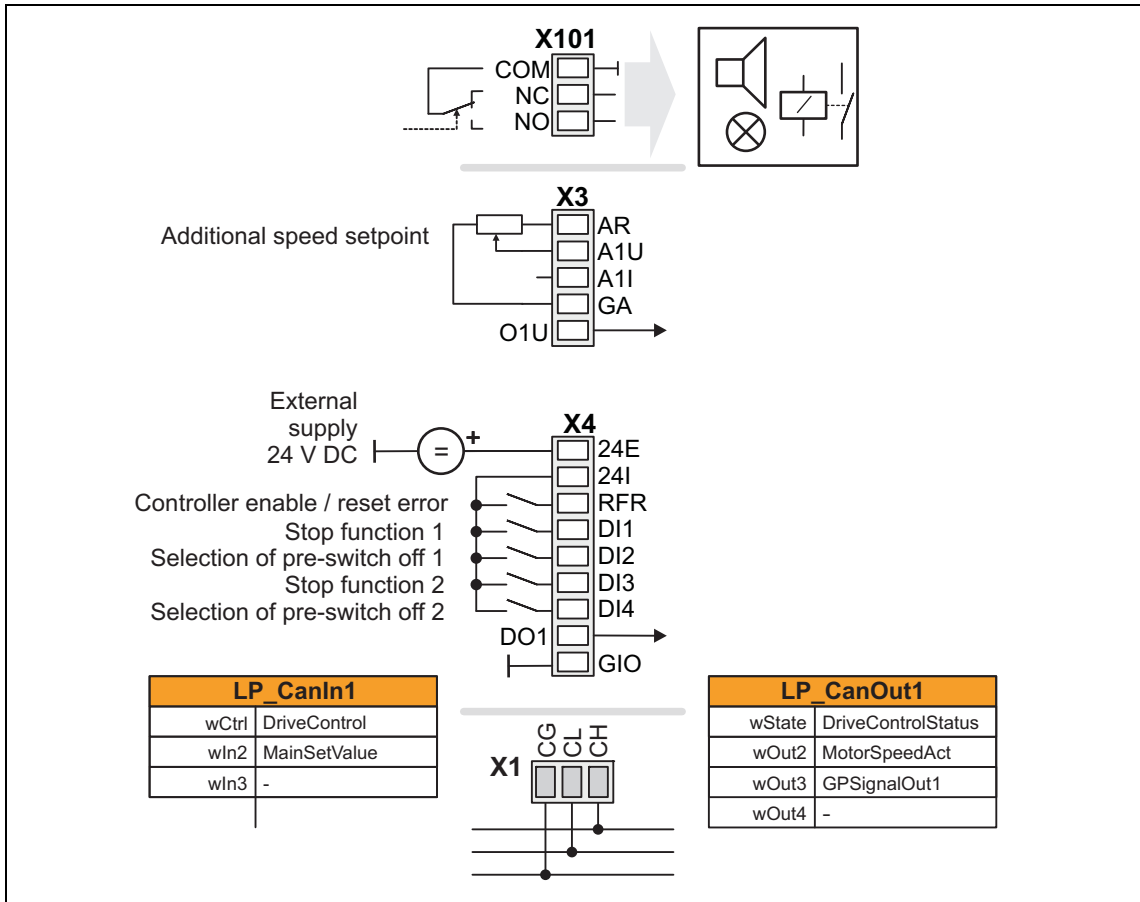 X101
COM
NC
NO
X3
Additional speed setpoint
AR
A1U
A1I
GA
O1U
External
supply
24 V DC
=
+
X4
24E
24I
Controller enable / reset error
RFR
Stop function 1
DI1
Selection of pre-switch off 1
DI2
Stop function 2
DI3
Selection of pre-switch off 2
DI4
DO1
GIO
LP_CanIn1
wCtrl DriveControl
wIn2 MainSetValue
wIn3 -
X1
CG
CL
CH
LP_CanOut1
wState DriveControlStatus
wOut2 MotorSpeedAct
wOut3 GPSignalOut1
wOut4 -